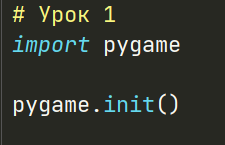 # Урок 1
import pygame
pygame.init()